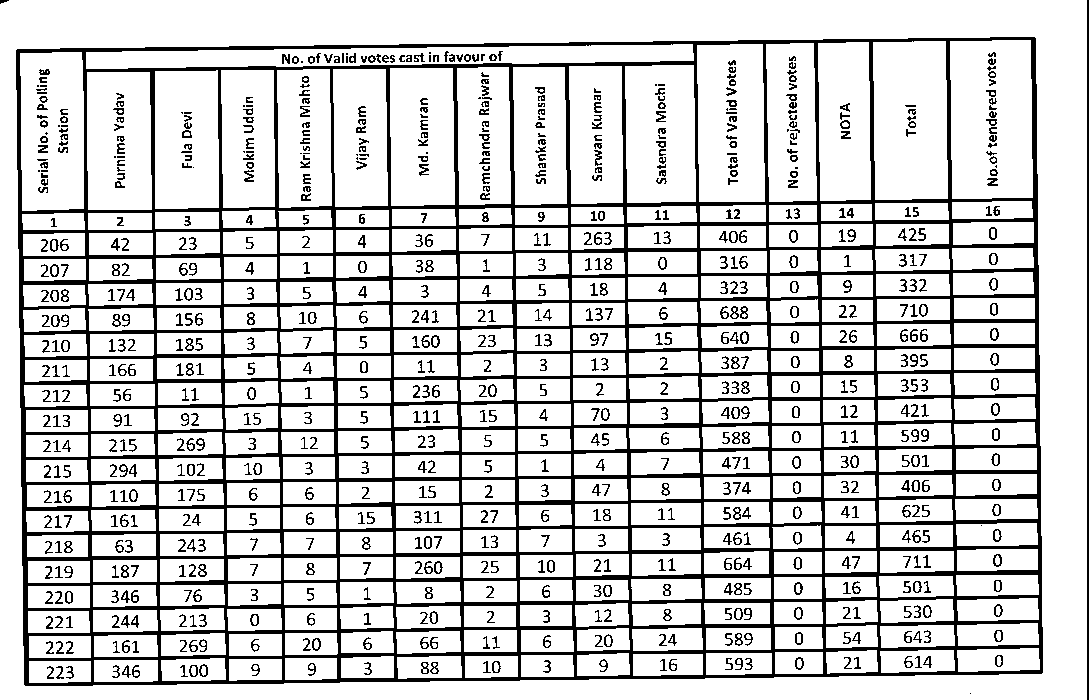 No. of Valid votes cast in favour of
Serial No. of Polling Station Purnima Yadav Fula Devi Mokim Uddin Ram Krishna Mahto Vijay Ram Md. Kamran Ramchandra Rajwar Shankar Prasad Sarwan Kumar Satendra Mochi Total of Valid Votes No. of rejected votes NOTA Total No.of tendered votes
1 2 3 4 5 6 7 8 9 10 11 12 13 14 15 16
206 42 23 5 2 4 36 7 11 263 13 406 0 19 425 0
207 82 69 4 1 0 38 1 3 118 0 316 0 1 317 0
208 174 103 3 5 4 3 4 5 18 4 323 0 9 332 0
209 89 156 8 10 6 241 21 14 137 6 688 0 22 710 0
210 132 185 3 7 5 160 23 13 97 15 640 0 26 666 0
211 166 181 5 4 0 11 2 3 13 2 387 0 8 395 0
212 56 11 0 1 5 236 20 5 2 2 338 0 15 353 0
213 91 92 15 3 5 111 15 4 70 3 409 0 12 421 0
214 215 269 3 12 5 23 5 5 45 6 588 0 11 599 0
215 294 102 10 3 3 42 5 1 4 7 471 0 30 501 0
216 110 175 6 6 2 15 2 3 47 8 374 0 32 406 0
217 161 24 5 6 15 311 27 6 18 11 584 0 41 625 0
218 63 243 7 7 8 107 13 7 3 3 461 0 4 465 0
219 187 128 7 8 7 260 25 10 21 11 664 0 47 711 0
220 346 76 3 5 1 8 2 6 30 8 485 0 16 501 0
221 244 213 0 6 1 20 2 3 12 8 509 0 21 530 0
222 161 269 6 20 6 66 11 6 20 24 589 0 54 643 0
223 346 100 9 9 3 88 10 3 9 16 593 0 21 614 0